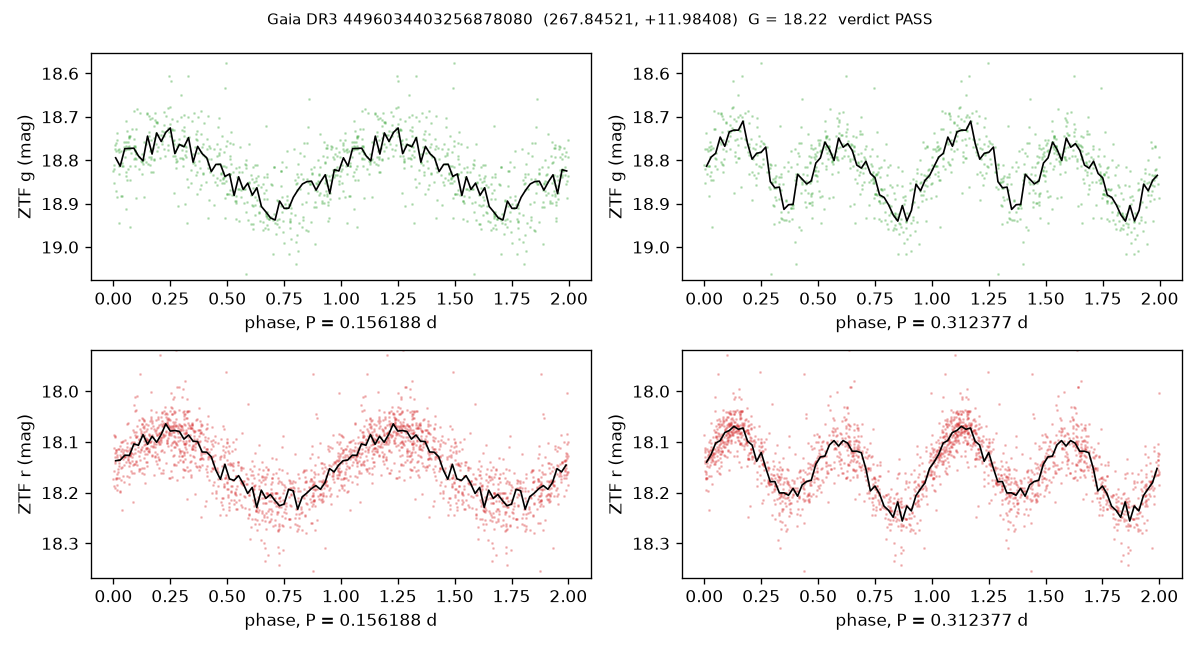 Gaia DR3 4496034403256878080  (267.84521, +11.98408)  G = 18.22  verdict PASS
ZTF g (mag)
18.6
18.7
18.8
18.9
19.0
0.00 0.25 0.50 0.75 1.00 1.25 1.50 1.75 2.00
phase, P = 0.156188 d
ZTF g (mag)
18.6
18.7
18.8
18.9
19.0
0.00 0.25 0.50 0.75 1.00 1.25 1.50 1.75 2.00
phase, P = 0.312377 d
ZTF r (mag)
18.0
18.1
18.2
18.3
0.00 0.25 0.50 0.75 1.00 1.25 1.50 1.75 2.00
phase, P = 0.156188 d
ZTF r (mag)
18.0
18.1
18.2
18.3
0.00 0.25 0.50 0.75 1.00 1.25 1.50 1.75 2.00
phase, P = 0.312377 d